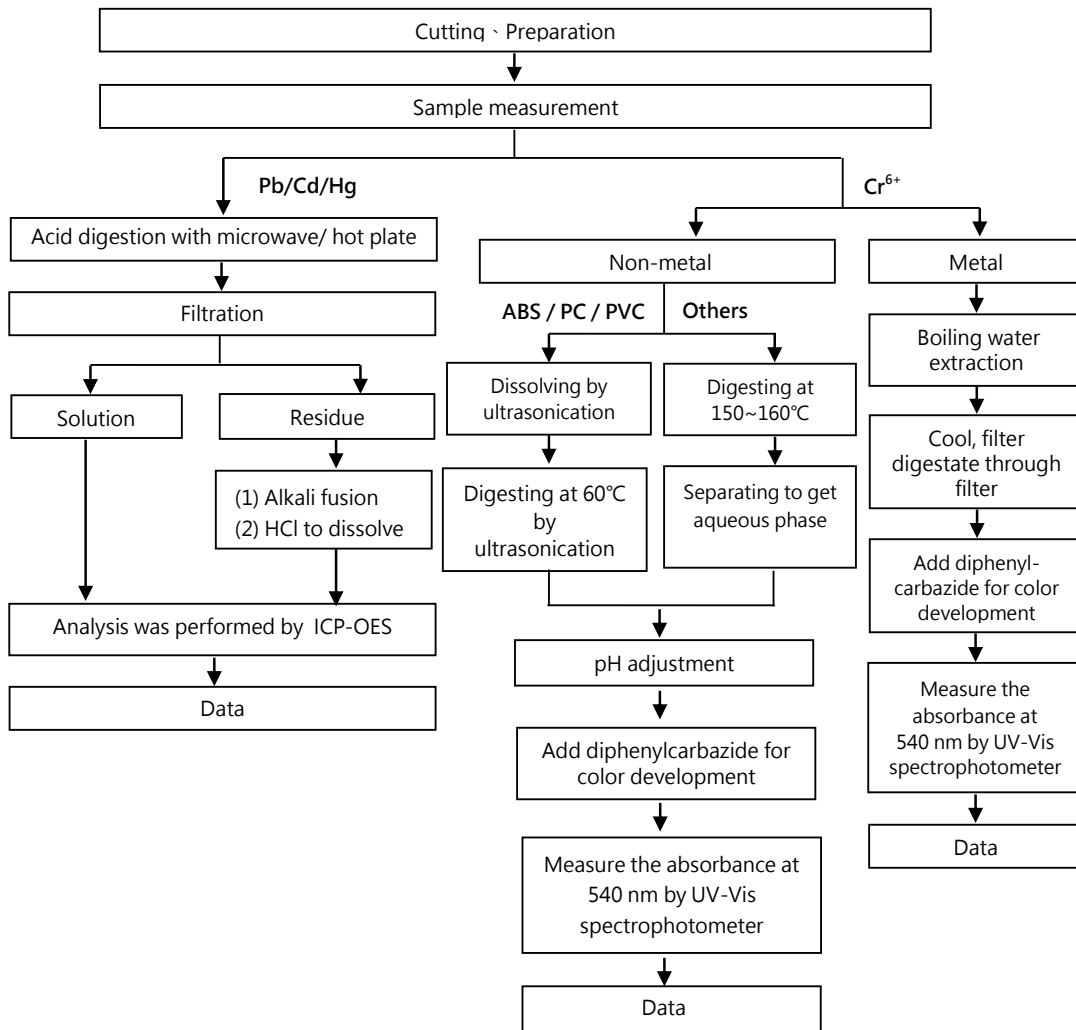 Cutting、Preparation
Sample measurement
Pb/Cd/Hg
Cr⁶⁺
Acid digestion with microwave/ hot plate
Filtration
Solution
Residue
(1) Alkali fusion
(2) HCl to dissolve
Analysis was performed by ICP-OES
Data
Non-metal
ABS / PC / PVC
Others
Dissolving by
ultrasonication
Digesting at
150~160℃
Digesting at 60℃
by
ultrasonication
Separating to get
aqueous phase
pH adjustment
Add diphenylcarbazide for
color development
Measure the absorbance at
540 nm by UV-Vis
spectrophotometer
Data
Metal
Boiling water
extraction
Cool, filter
digestate through
filter
Add diphenyl-
carbazide for color
development
Measure the
absorbance at
540 nm by UV-Vis
spectrophotometer
Data